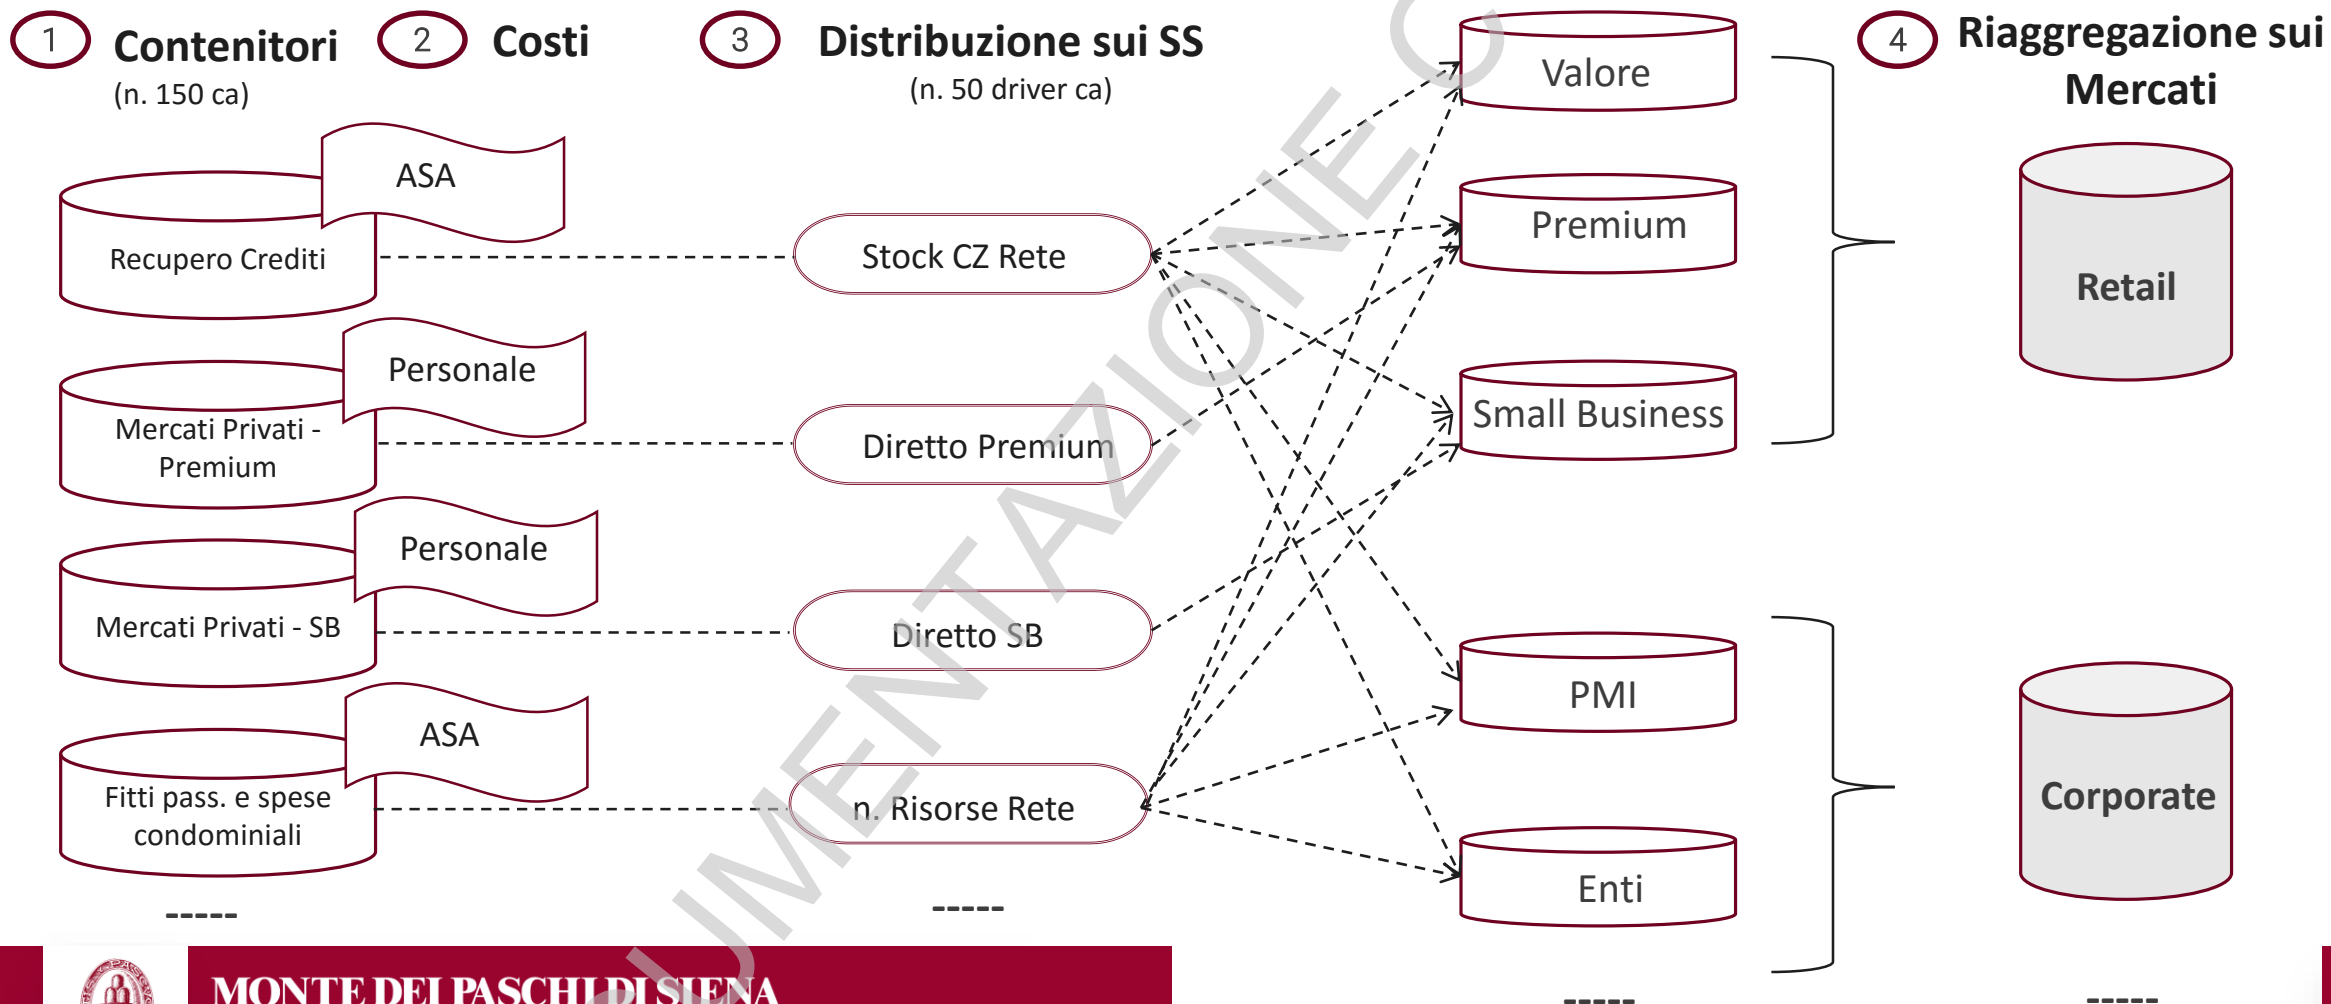 1 Contenitori
(n. 150 ca)
2 Costi
3 Distribuzione sui SS
(n. 50 driver ca)
4 Riaggregazione sui
Mercati
ASA
Recupero Crediti
Stock CZ Rete
Personale
Mercati Privati -
Premium
Diretto Premium
Personale
Mercati Privati - SB
Diretto SB
ASA
Fitti pass. e spese
condominiali
n. Risorse Rete
-----
-----
Valore
Premium
Small Business
PMI
Enti
-----
Retail
Corporate
-----
UMENTAZIONE C
MONTE DEI PASCHI DI SIENA